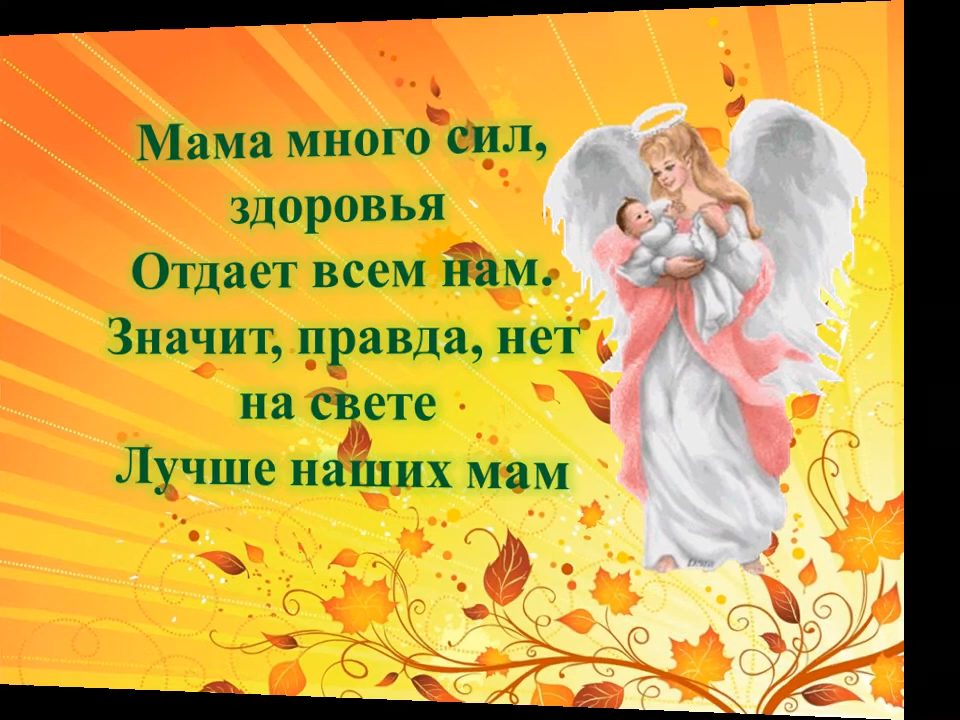 Мама много сил,
здоровья
Отдает всем нам.
Значит, правда, нет
на свете
Лучше наших мам